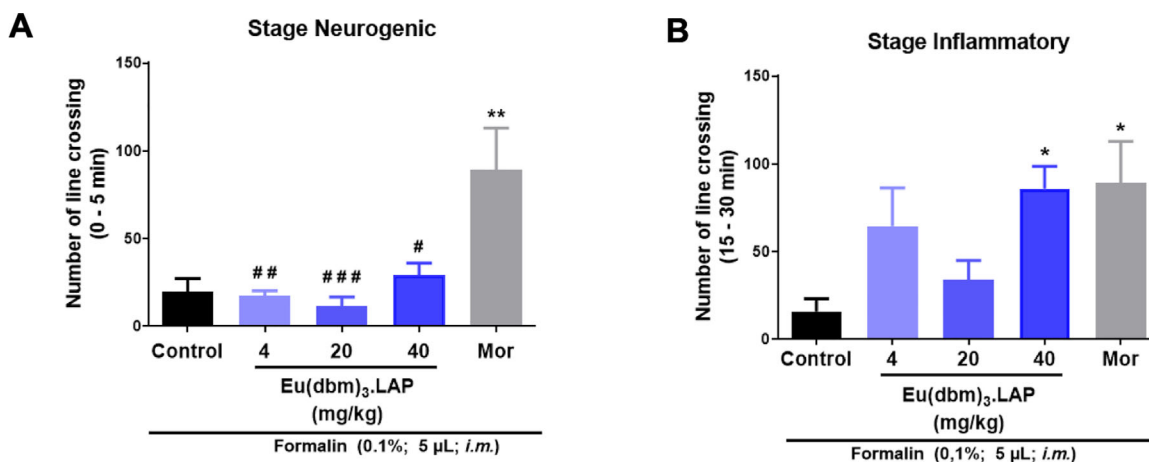 A
Stage Neurogenic
Number of line crossing
(0 - 5 min)
150
100
50
0
##
###
#
**
Control 4 20 40 Mor
Eu(dbm)₃.LAP
(mg/kg)
Formalin (0.1%; 5 µL; i.m.)
B
Stage Inflammatory
Number of line crossing
(15 - 30 min)
150
100
50
0
*
*
Control 4 20 40 Mor
Eu(dbm)₃.LAP
(mg/kg)
Formalin (0,1%; 5 µL; i.m.)